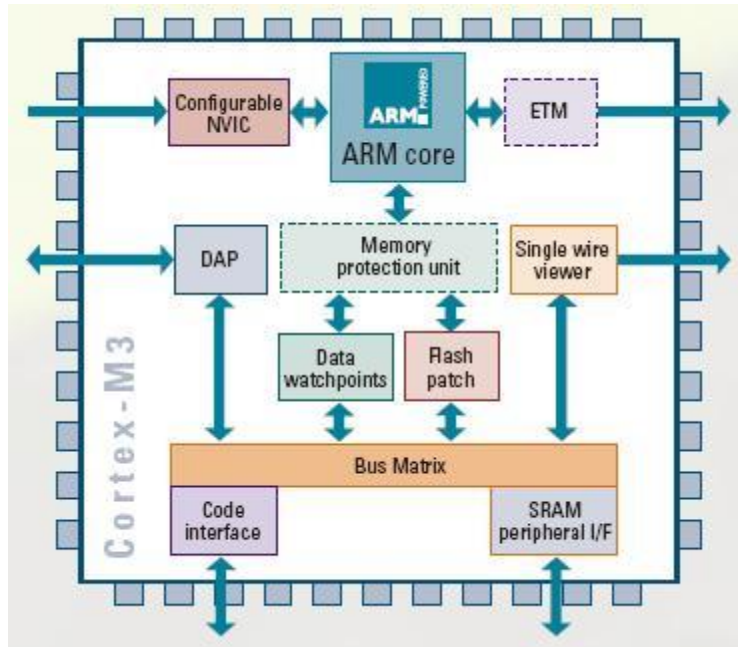 Configurable
NVIC
ARM POWERED
ARM core
ETM
DAP
Memory
protection unit
Single wire
viewer
Data
watchpoints
Flash
patch
Cortex-M3
Bus Matrix
Code
interface
SRAM
peripheral I/F